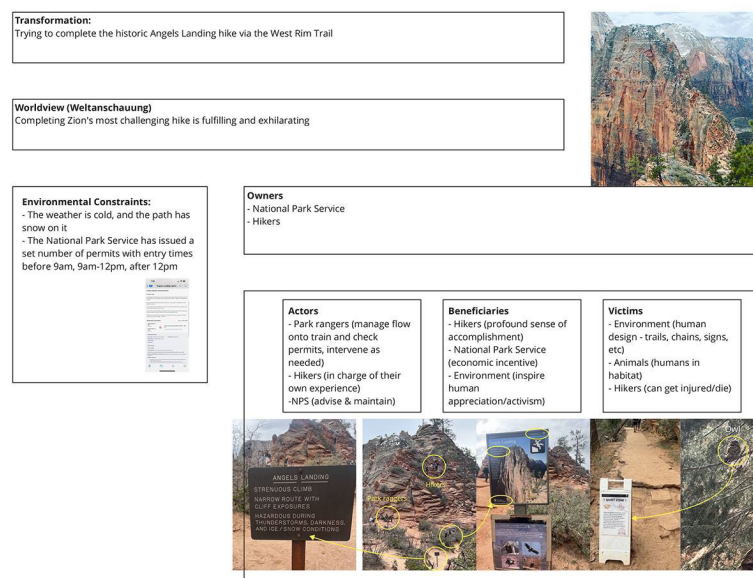 Transformation:
Trying to complete the historic Angels Landing hike via the West Rim Trail
Worldview (Weltanschauung)
Completing Zion's most challenging hike is fulfilling and exhilarating
Environmental Constraints:
- The weather is cold, and the path has
snow on it
- The National Park Service has issued a
set number of permits with entry times
before 9am, 9am-12pm, after 12pm
Owners
- National Park Service
- Hikers
Actors
- Park rangers (manage flow
onto train and check
permits, intervene as
needed)
- Hikers (in charge of their
own experience)
-NPS (advise & maintain)
Beneficiaries
- Hikers (profound sense of
accomplishment)
- National Park Service
(economic incentive)
- Environment (inspire
human
appreciation/activism)
Victims
- Environment (human
design - trails, chains, signs,
etc)
- Animals (humans in
habitat)
- Hikers (can get injured/die)
ANGELS LANDING
STRENUOUS CLIMB
NARROW ROUTE WITH
CLIFF EXPOSURES
HAZARDOUS DURING
THUNDERSTORMS, DARKNESS,
AND ICE/SNOW CONDITIONS
Park rangers
Hikers
Owl